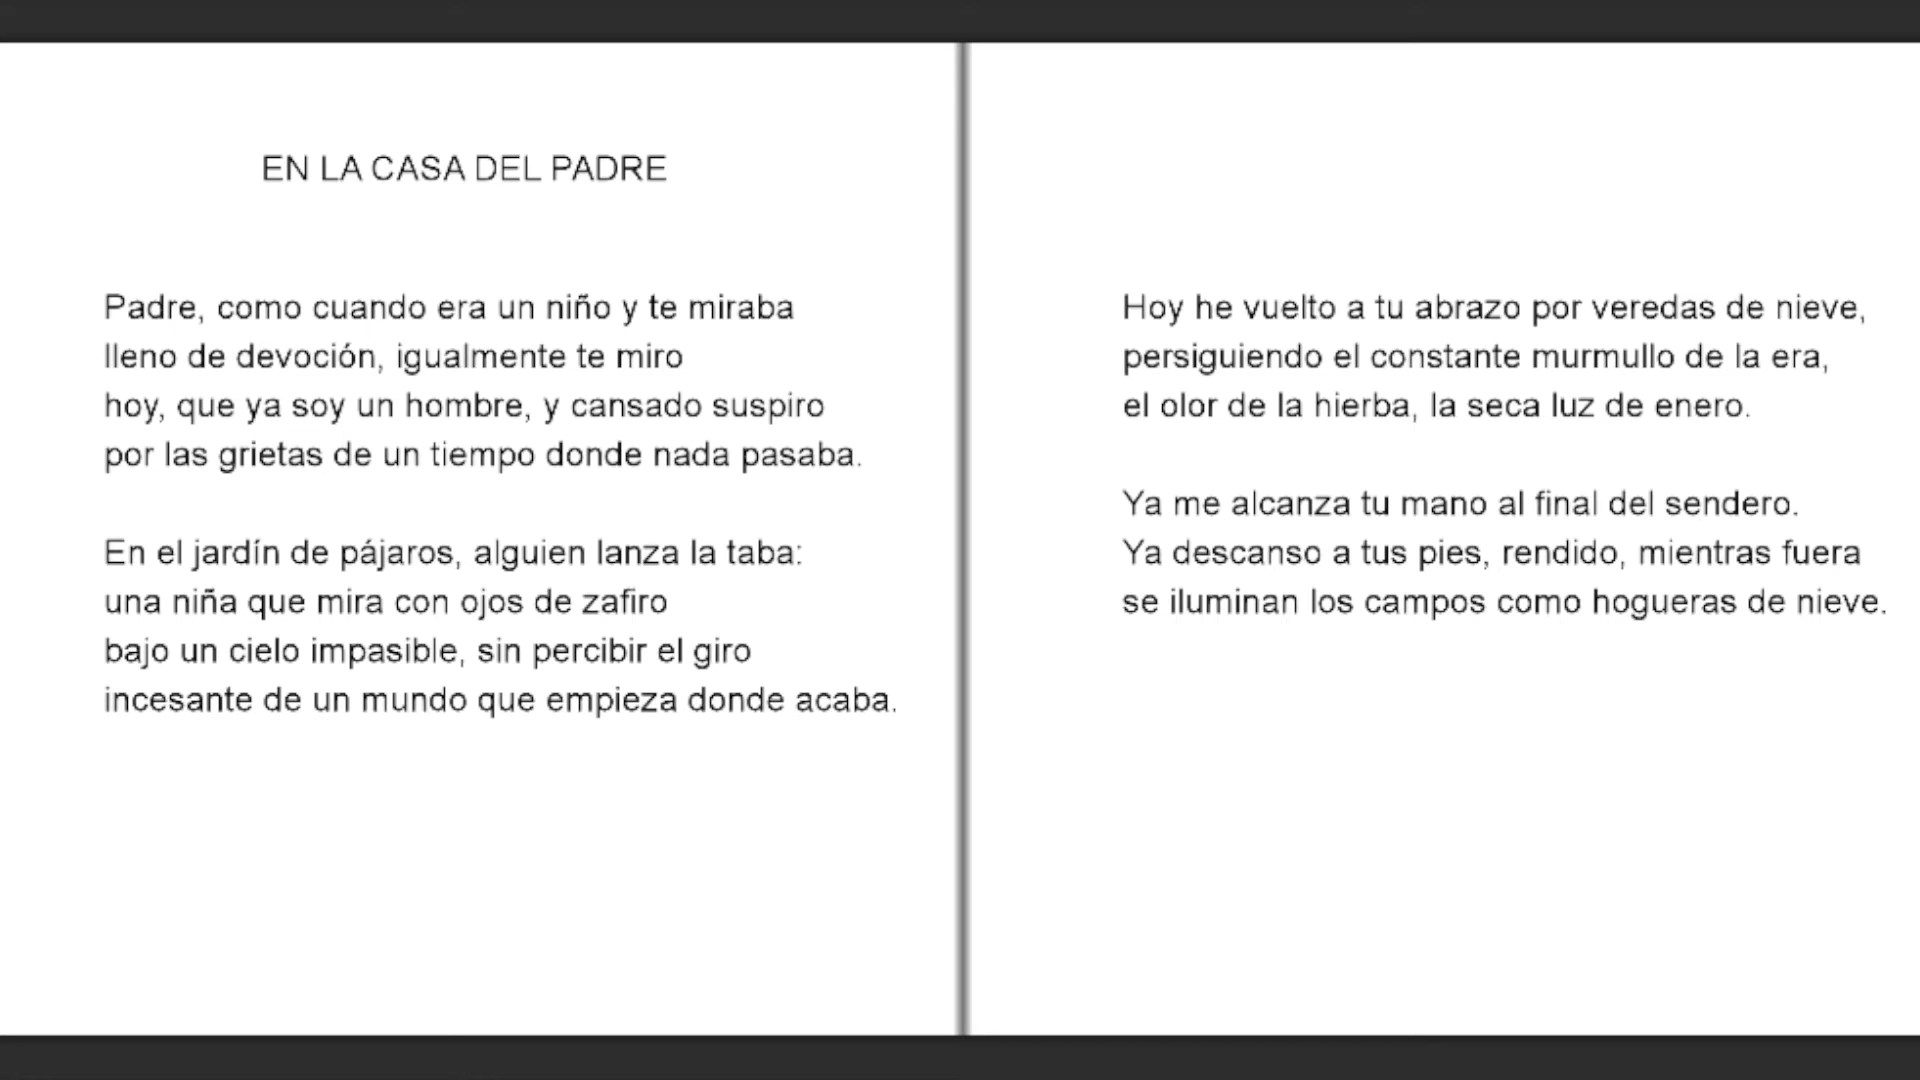 EN LA CASA DEL PADRE
Padre, como cuando era un niño y te miraba
lleno de devoción, igualmente te miro
hoy, que ya soy un hombre, y cansado suspiro
por las grietas de un tiempo donde nada pasaba.
En el jardín de pájaros, alguien lanza la taba:
una niña que mira con ojos de zafiro
bajo un cielo impasible, sin percibir el giro
incesante de un mundo que empieza donde acaba.
Hoy he vuelto a tu abrazo por veredas de nieve,
persiguiendo el constante murmullo de la era,
el olor de la hierba, la seca luz de enero.
Ya me alcanza tu mano al final del sendero.
Ya descanso a tus pies, rendido, mientras fuera
se iluminan los campos como hogueras de nieve.